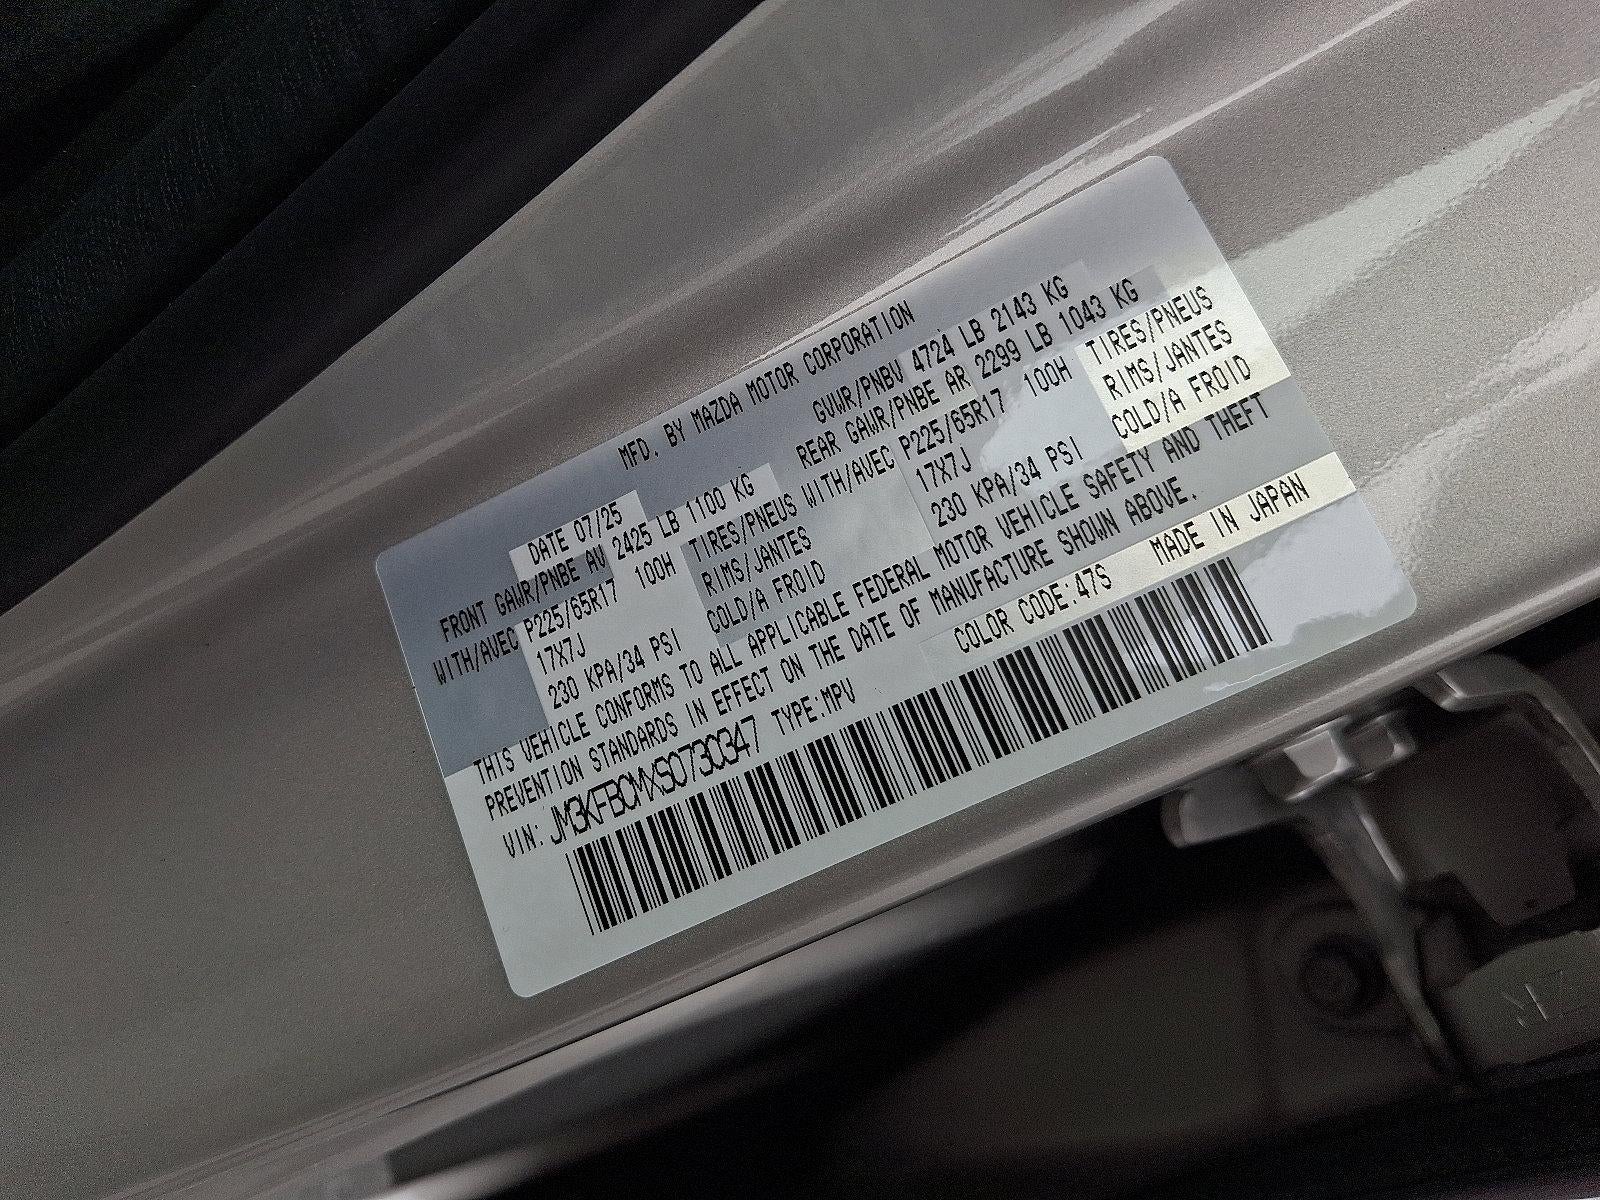 MFD. BY MAZDA MOTOR CORPORATION
DATE 07/25 GVWR/PNBV 4724 LB 2143 KG
FRONT GAWR/PNBE AV 2425 LB 1100 KG REAR GAWR/PNBE AR 2299 LB 1043 KG
WITH/AVEC P225/65R17 100H TIRES/PNEUS WITH/AVEC P225/65R17 100H TIRES/PNEUS
17X7J RIMS/JANTES 17X7J RIMS/JANTES
230 KPA/34 PSI COLD/A FROID 230 KPA/34 PSI COLD/A FROID
THIS VEHICLE CONFORMS TO ALL APPLICABLE FEDERAL MOTOR VEHICLE SAFETY AND THEFT
PREVENTION STANDARDS IN EFFECT ON THE DATE OF MANUFACTURE SHOWN ABOVE.
VIN: JM3KFBCMXS0730347 TYPE:MPV COLOR CODE:47S MADE IN JAPAN